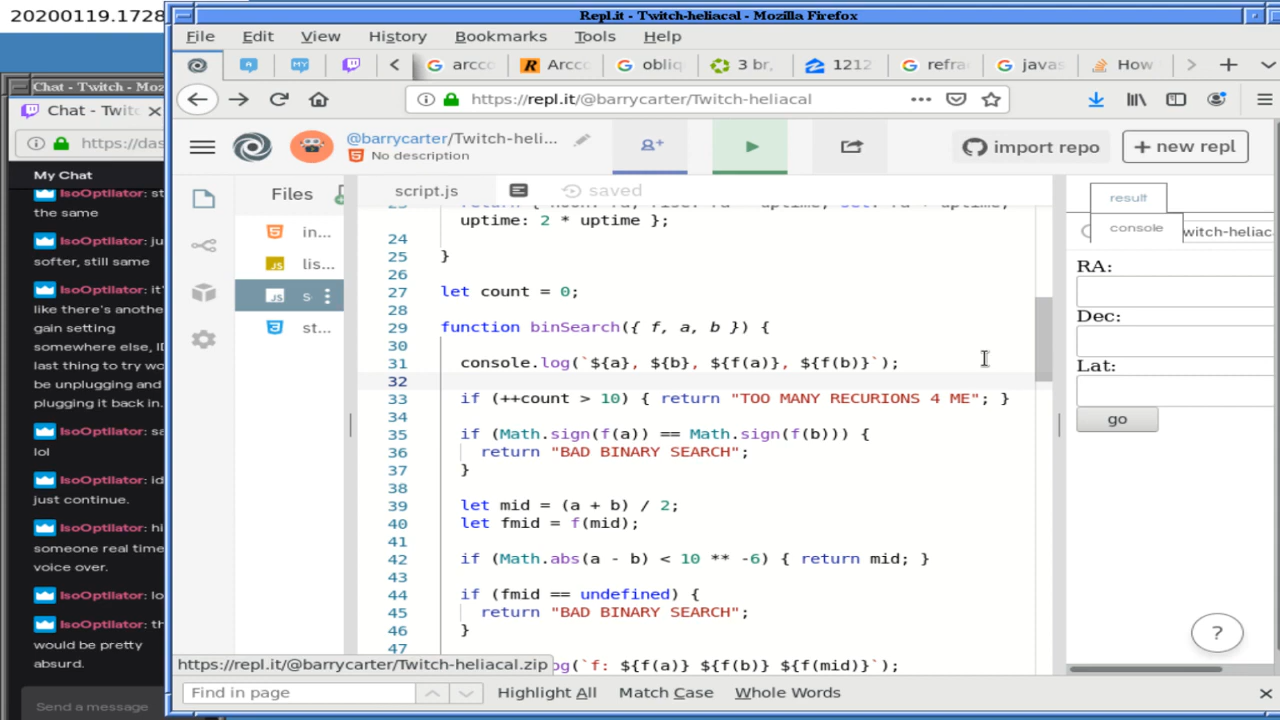 20200119.1728
Repl.it - Twitch-heliacal - Mozilla Firefox
File Edit View History Bookmarks Tools Help
arccc Arccc obliq 3 br, 1212 refra javas How
https://repl.it/@barrycarter/Twitch-heliacal
@barrycarter/Twitch-heli...
No description
import repo
+ new repl
Chat - Twitch - Moz
Chat - Twitc
https://das
My Chat
IsoOptilator: st
the same
IsoOptilator: ju
softer, still same
IsoOptilator: it'
like there's anothe
gain setting
somewhere else, I
last thing to try wo
be unplugging and
plugging it back in.
IsoOptilator: sa
lol
IsoOptilator: id
just continue.
IsoOptilator: hi
someone real time
voice over.
IsoOptilator: lo
IsoOptilator: th
would be pretty
absurd.
Send a message
Files
in...
lis...
s
st...
script.js
saved
uptime: 2 * uptime };
24
25 }
26
27 let count = 0;
28
29 function binSearch({ f, a, b }) {
30
31 console.log(`${a}, ${b}, ${f(a)}, ${f(b)}`);
32
33 if (++count > 10) { return "TOO MANY RECURIONS 4 ME"; }
34
35 if (Math.sign(f(a)) == Math.sign(f(b))) {
36 return "BAD BINARY SEARCH";
37 }
38
39 let mid = (a + b) / 2;
40 let fmid = f(mid);
41
42 if (Math.abs(a - b) < 10 ** -6) { return mid; }
43
44 if (fmid == undefined) {
45 return "BAD BINARY SEARCH";
46 }
47
og(`f: ${f(a)} ${f(b)} ${f(mid)}`);
result
console
witch-heliaca
RA:
Dec:
Lat:
go
?
https://repl.it/@barrycarter/Twitch-heliacal.zip
Find in page
Highlight All Match Case Whole Words